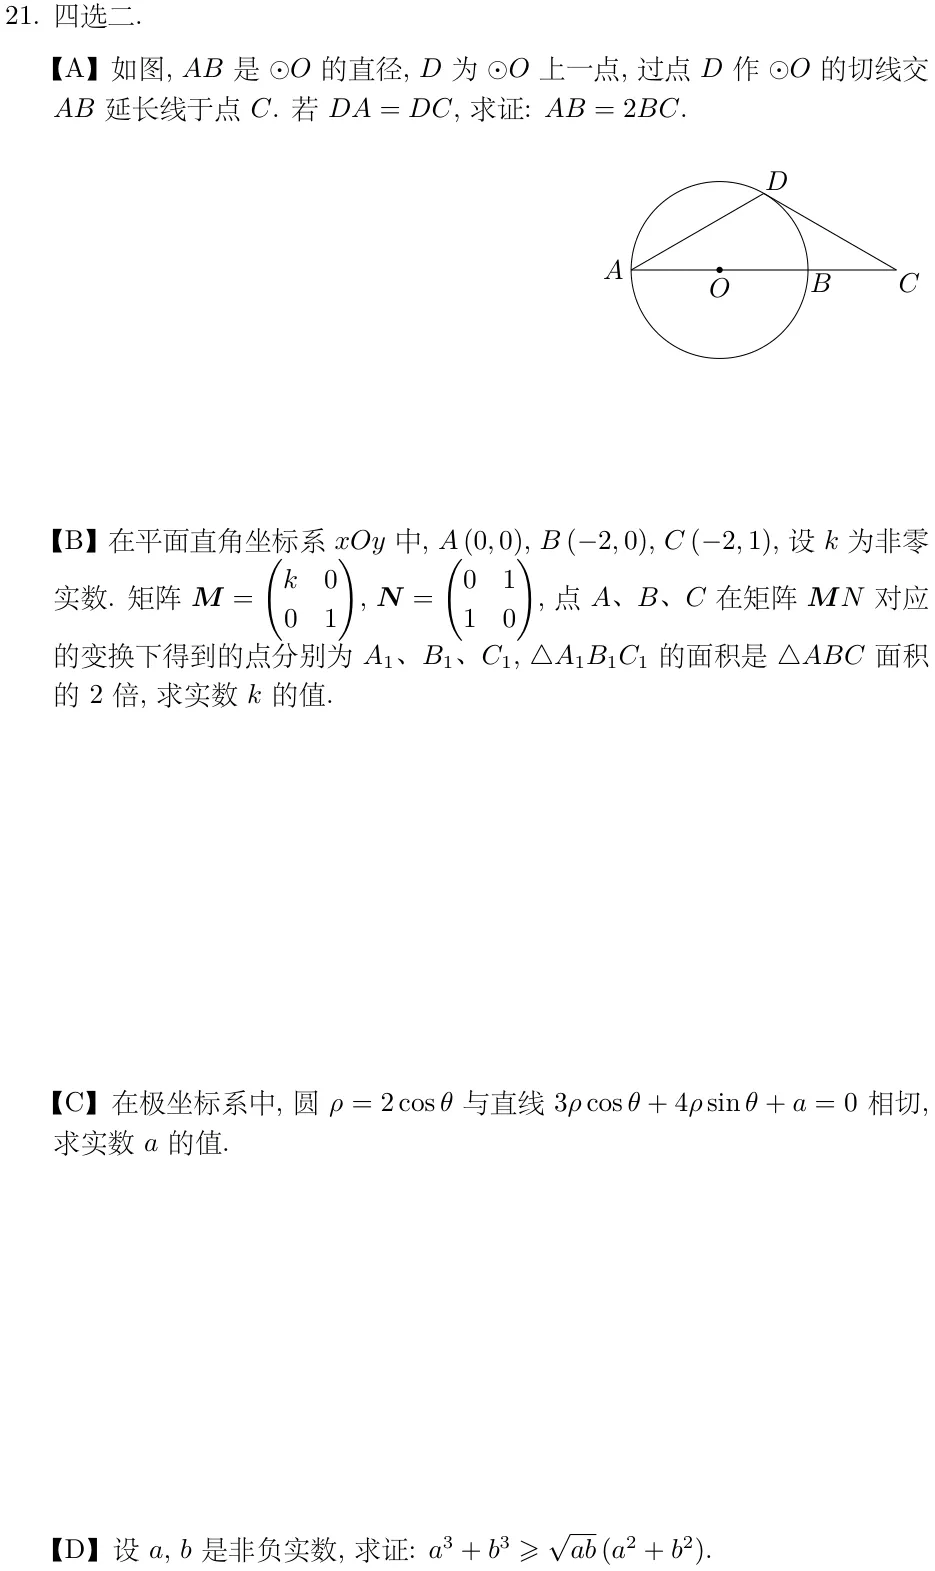 21. 四选二.
【A】如图, AB 是 ⊙O 的直径, D 为 ⊙O 上一点, 过点 D 作 ⊙O 的切线交
AB 延长线于点 C. 若 DA = DC, 求证: AB = 2BC.
D
A
O
B
C
【B】在平面直角坐标系 xOy 中, A (0, 0), B (−2, 0), C (−2, 1), 设 k 为非零
实数. 矩阵 M = (k 0; 0 1), N = (0 1; 1 0), 点 A、B、C 在矩阵 MN 对应
的变换下得到的点分别为 A₁、B₁、C₁, △A₁B₁C₁ 的面积是 △ABC 面积
的 2 倍, 求实数 k 的值.
【C】在极坐标系中, 圆 ρ = 2 cos θ 与直线 3ρ cos θ + 4ρ sin θ + a = 0 相切,
求实数 a 的值.
【D】设 a, b 是非负实数, 求证: a³ + b³ ⩾ √ab (a² + b²).